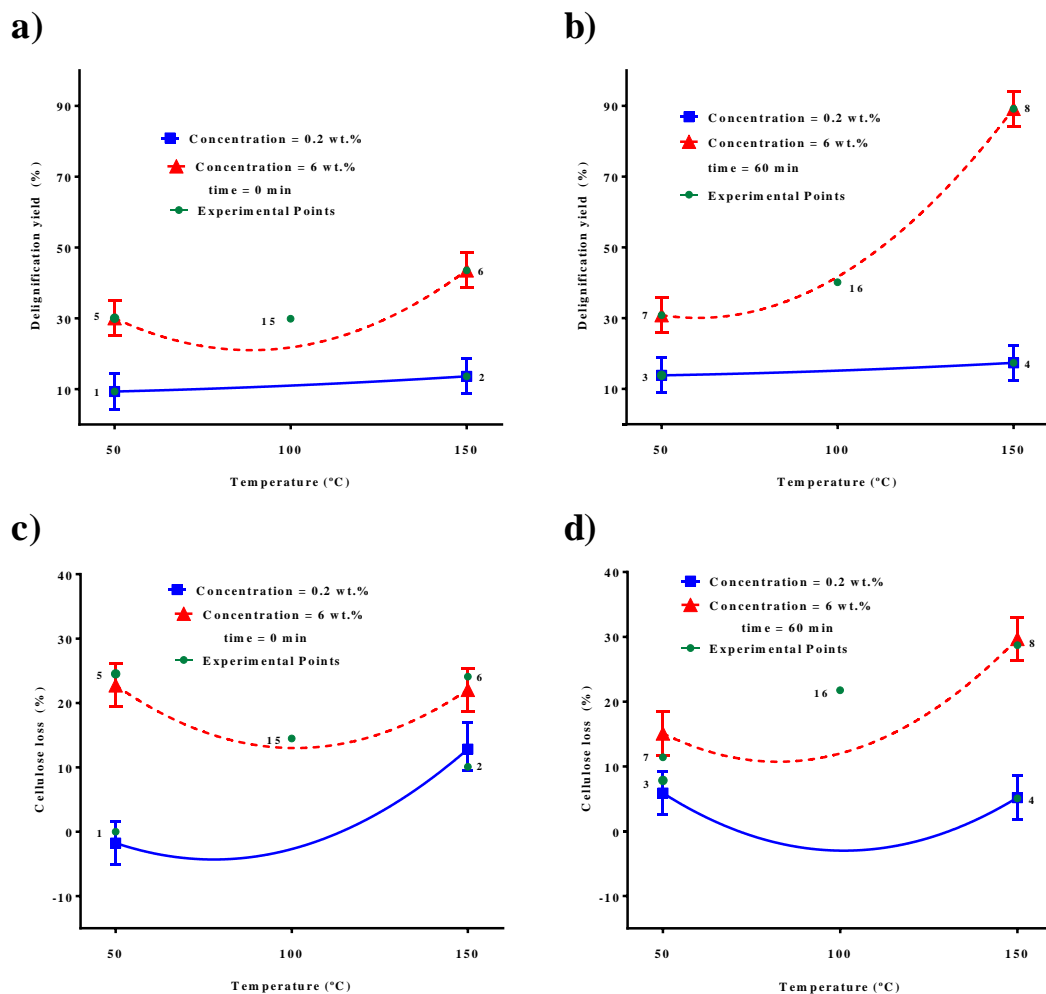 a)
Delignification yield (%)
90
70
50
30
10
Concentration = 0.2 wt.%
Concentration = 6 wt.%
time = 0 min
Experimental Points
5
15
6
1
2
50
100
150
Temperature (ºC)
b)
Delignification yield (%)
90
70
50
30
10
Concentration = 0.2 wt.%
Concentration = 6 wt.%
time = 60 min
Experimental Points
8
16
7
3
4
50
100
150
Temperature (ºC)
c)
Cellulose loss (%)
40
30
20
10
0
-10
Concentration = 0.2 wt.%
Concentration = 6 wt.%
time = 0 min
Experimental Points
5
6
15
2
1
50
100
150
Temperature (ºC)
d)
Cellulose loss (%)
40
30
20
10
0
-10
Concentration = 0.2 wt.%
Concentration = 6 wt.%
time = 60 min
Experimental Points
8
16
7
3
4
50
100
150
Temperature (ºC)